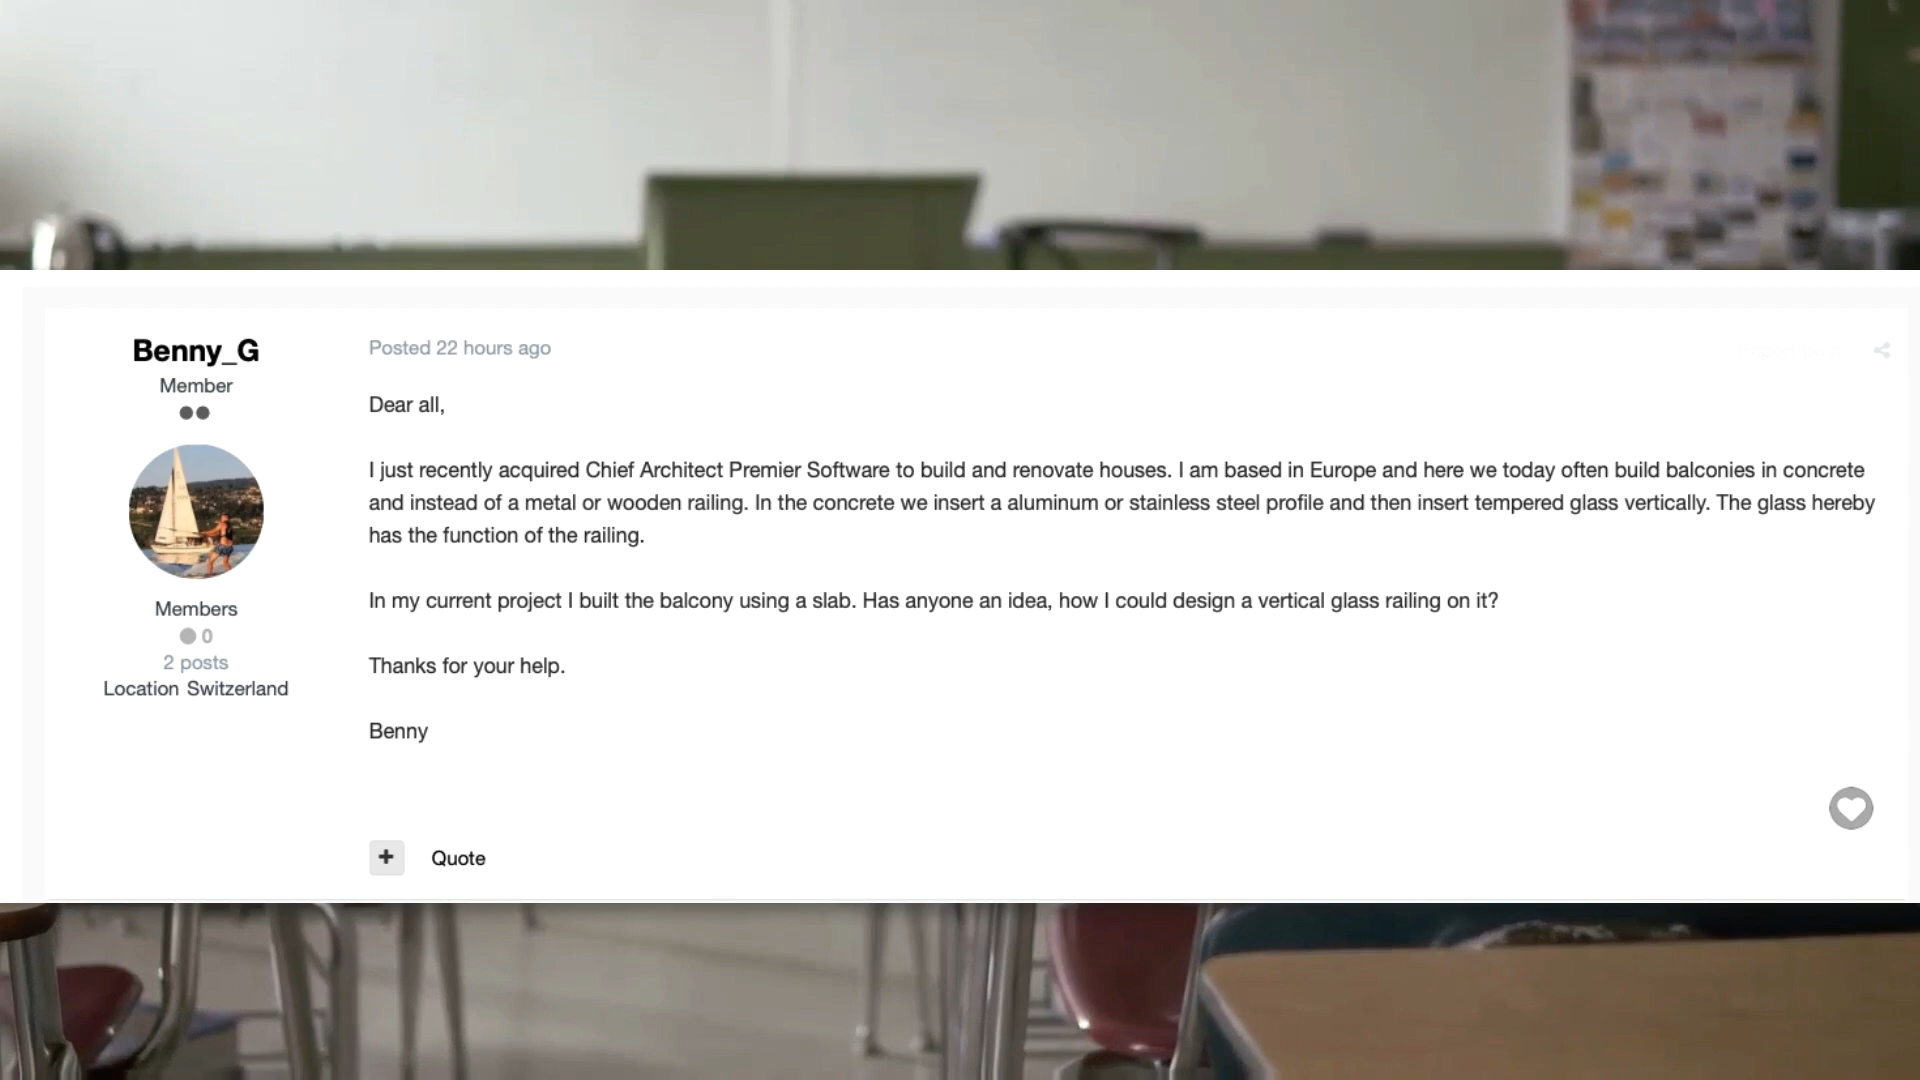 Benny_G
Member
Members
0
2 posts
Location Switzerland
Posted 22 hours ago
Dear all,
I just recently acquired Chief Architect Premier Software to build and renovate houses. I am based in Europe and here we today often build balconies in concrete
and instead of a metal or wooden railing. In the concrete we insert a aluminum or stainless steel profile and then insert tempered glass vertically. The glass hereby
has the function of the railing.
In my current project I built the balcony using a slab. Has anyone an idea, how I could design a vertical glass railing on it?
Thanks for your help.
Benny
+ Quote